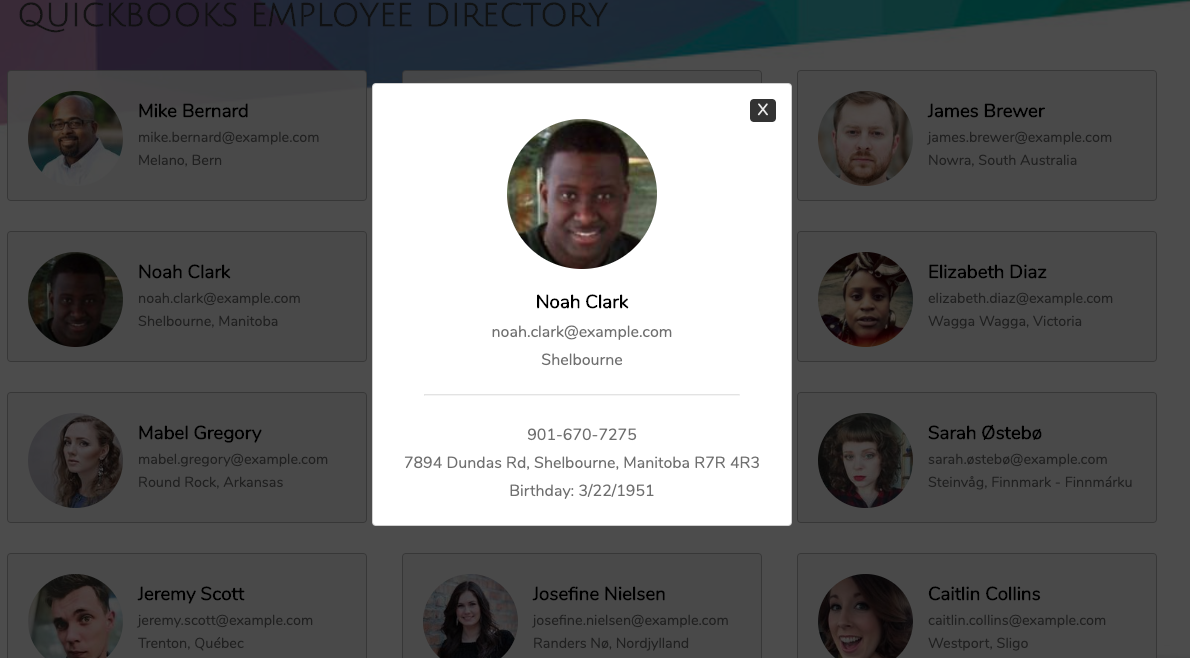 QUICKBOOKS EMPLOYEE DIRECTORY
Mike Bernard
mike.bernard@example.com
Melano, Bern
James Brewer
james.brewer@example.com
Nowra, South Australia
X
Noah Clark
noah.clark@example.com
Shelbourne
901-670-7275
7894 Dundas Rd, Shelbourne, Manitoba R7R 4R3
Birthday: 3/22/1951
Noah Clark
noah.clark@example.com
Shelbourne, Manitoba
Elizabeth Diaz
elizabeth.diaz@example.com
Wagga Wagga, Victoria
Mabel Gregory
mabel.gregory@example.com
Round Rock, Arkansas
Sarah Østebø
sarah.østebø@example.com
Steinvåg, Finnmark - Finnmárku
Jeremy Scott
jeremy.scott@example.com
Trenton, Québec
Josefine Nielsen
josefine.nielsen@example.com
Randers Nø, Nordjylland
Caitlin Collins
caitlin.collins@example.com
Westport, Sligo